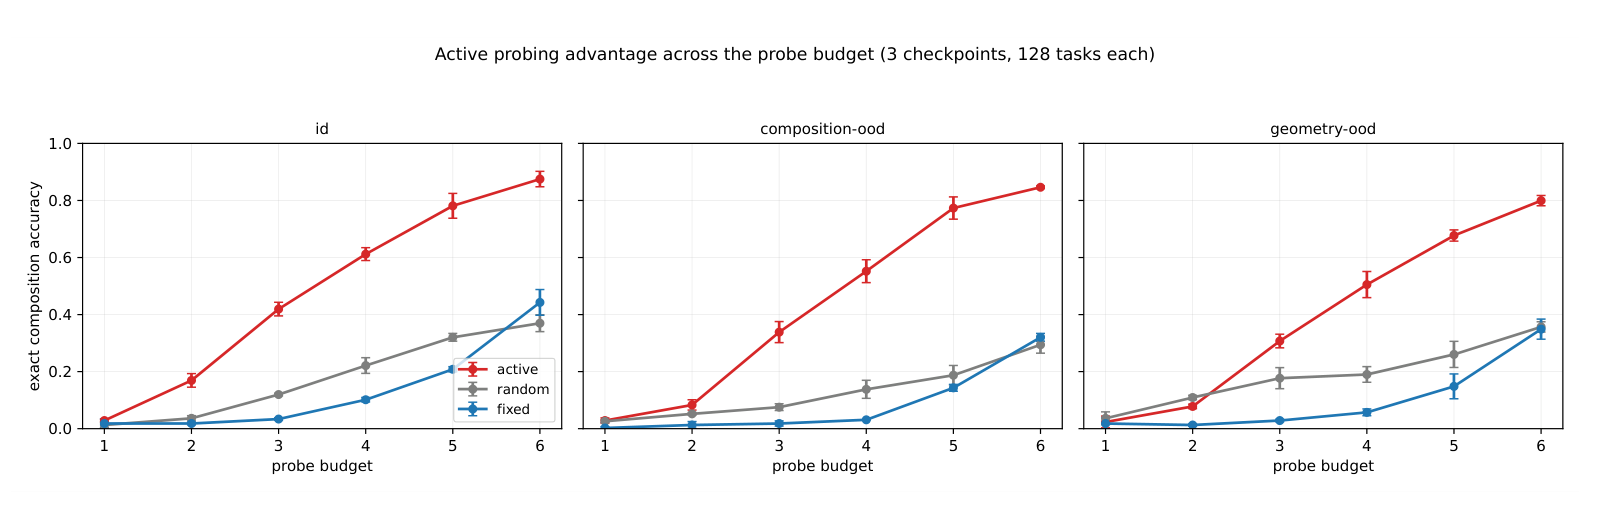 Active probing advantage across the probe budget (3 checkpoints, 128 tasks each)
id
composition-ood
geometry-ood
exact composition accuracy
1.0
0.8
0.6
0.4
0.2
0.0
active
random
fixed
1 2 3 4 5 6
probe budget
1 2 3 4 5 6
probe budget
1 2 3 4 5 6
probe budget